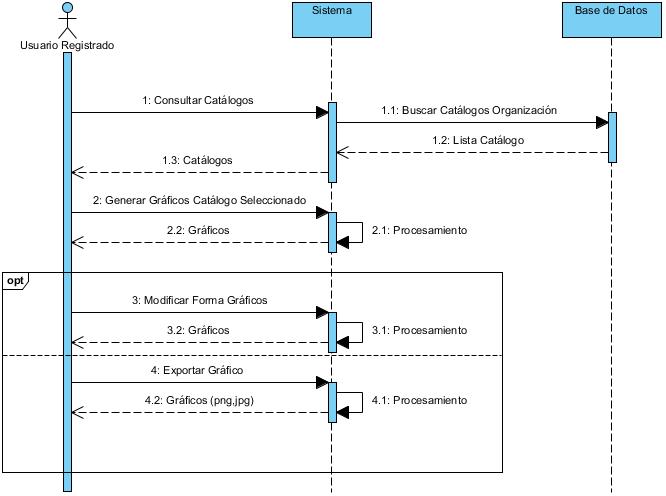 Sistema
Base de Datos
Usuario Registrado
1: Consultar Catálogos
1.1: Buscar Catálogos Organización
1.2: Lista Catálogo
1.3: Catálogos
2: Generar Gráficos Catálogo Seleccionado
2.1: Procesamiento
2.2: Gráficos
opt
3: Modificar Forma Gráficos
3.1: Procesamiento
3.2: Gráficos
4: Exportar Gráfico
4.1: Procesamiento
4.2: Gráficos (png,jpg)